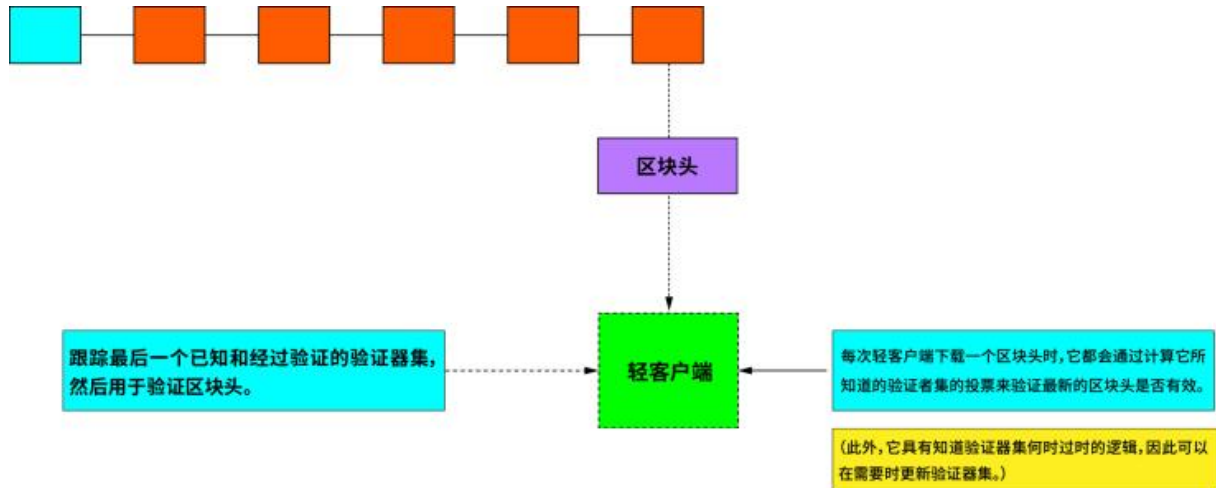 区块头
跟踪最后一个已知和经过验证的验证器集,
然后用于验证区块头。
轻客户端
每次轻客户端下载一个区块头时,它都会通过计算它所
知道的验证者集的投票来验证最新的区块头是否有效。
(此外,它具有知道验证器集何时过时的逻辑,因此可以
在需要时更新验证器集。)